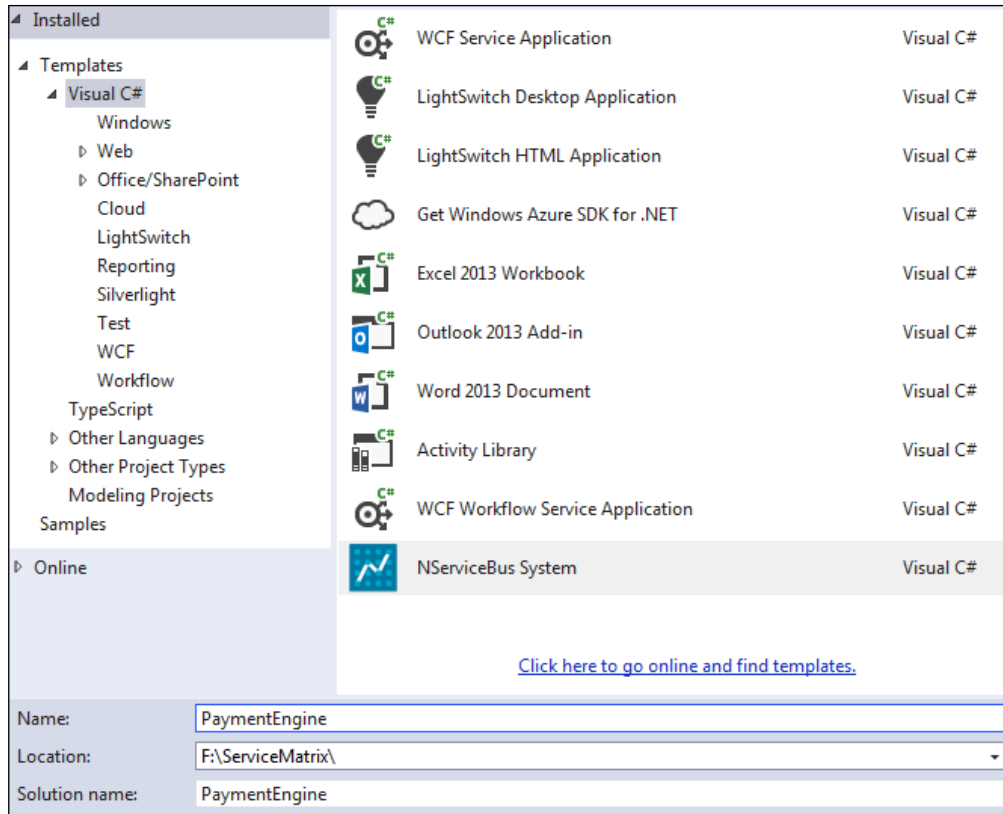 Installed
Templates
Visual C#
Windows
Web
Office/SharePoint
Cloud
LightSwitch
Reporting
Silverlight
Test
WCF
Workflow
TypeScript
Other Languages
Other Project Types
Modeling Projects
Samples
Online
C#
WCF Service Application Visual C#
C#
LightSwitch Desktop Application Visual C#
C#
LightSwitch HTML Application Visual C#
Get Windows Azure SDK for .NET Visual C#
C#
Excel 2013 Workbook Visual C#
C#
Outlook 2013 Add-in Visual C#
C#
Word 2013 Document Visual C#
C#
Activity Library Visual C#
C#
WCF Workflow Service Application Visual C#
NServiceBus System Visual C#
Click here to go online and find templates.
Name: PaymentEngine
Location: F:\ServiceMatrix\
Solution name: PaymentEngine